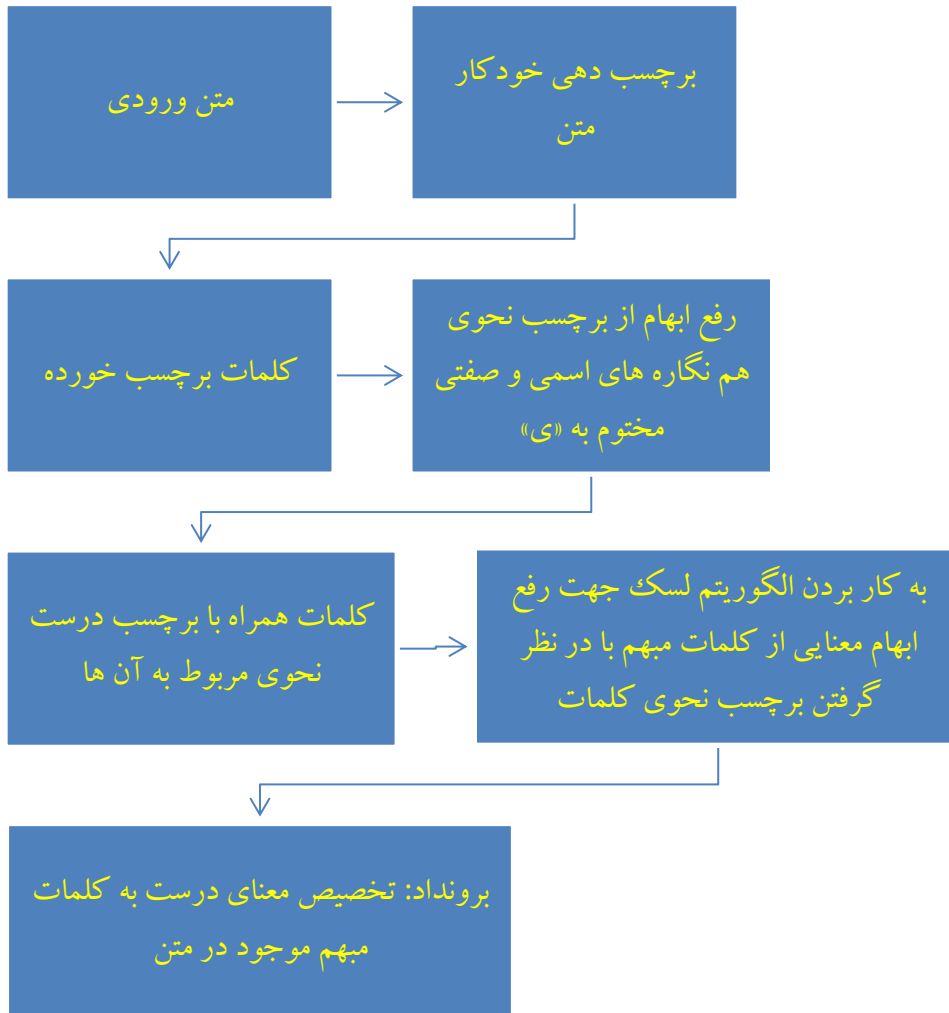 متن ورودی
برچسب دهی خودکار
متن
کلمات برچسب خورده
رفع ابهام از برچسب نحوی
هم نگاره های اسمی و صفتی
مختوم به «ی»
کلمات همراه با برچسب درست
نحوی مربوط به آن ها
به کار بردن الگوریتم لسک جهت رفع
ابهام معنایی از کلمات مبهم با در نظر
گرفتن برچسب نحوی کلمات
برونداد: تخصیص معنای درست به کلمات
مبهم موجود در متن